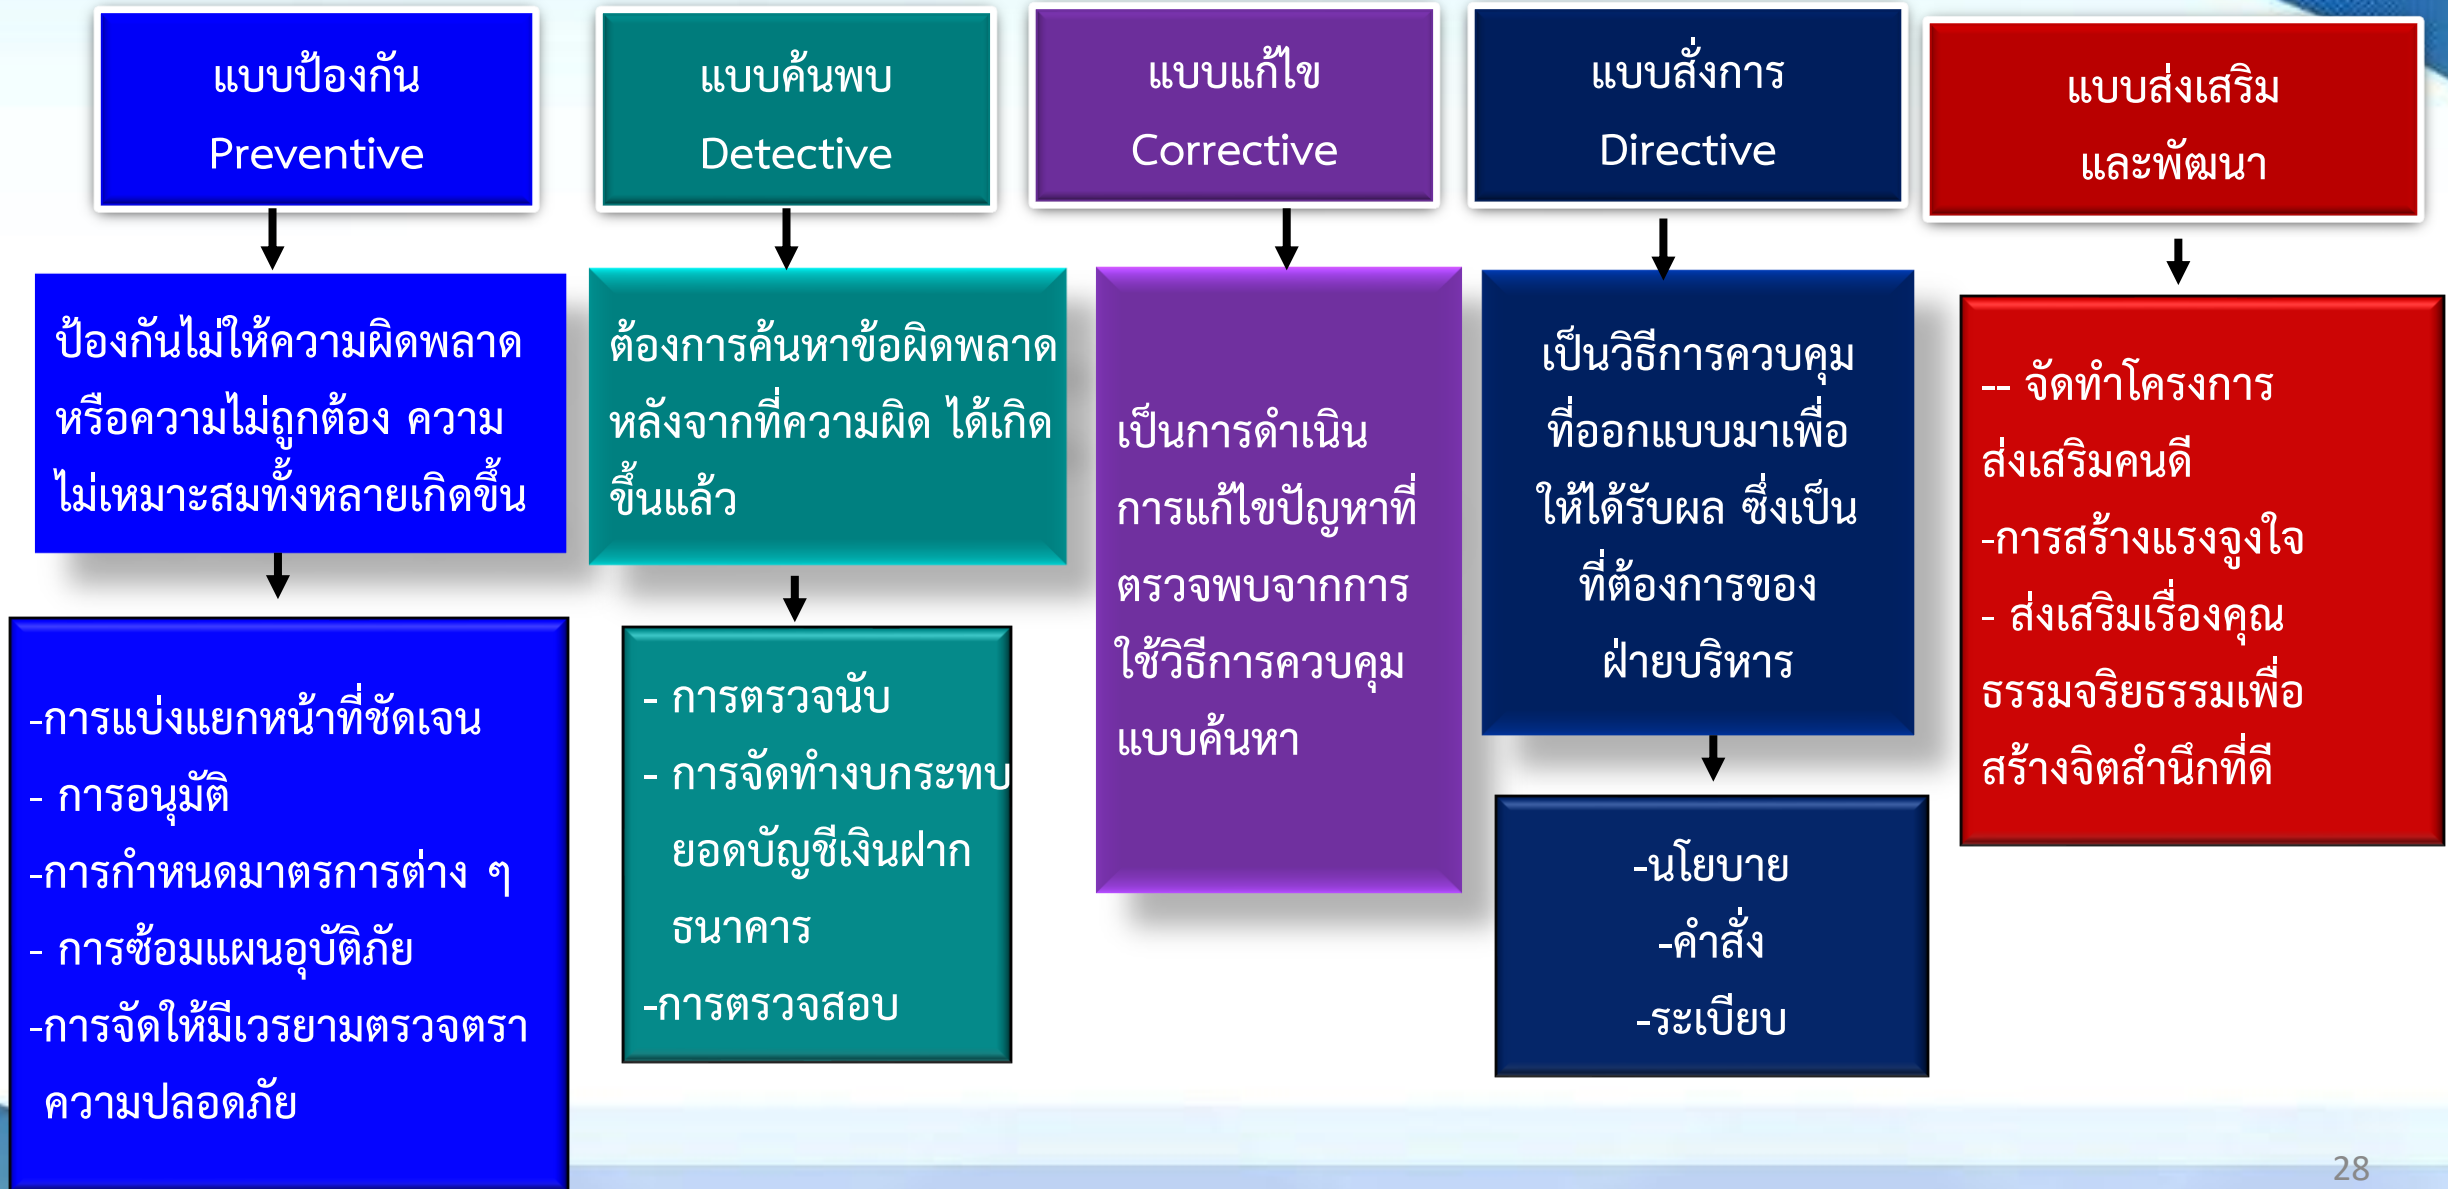 แบบป้องกัน
Preventive
ป้องกันไม่ให้ความผิดพลาด
หรือความไม่ถูกต้อง ความ
ไม่เหมาะสมทั้งหลายเกิดขึ้น
-การแบ่งแยกหน้าที่ชัดเจน
- การอนุมัติ
-การกำหนดมาตรการต่าง ๆ
- การซ้อมแผนอุบัติภัย
-การจัดให้มีเวรยามตรวจตรา
ความปลอดภัย
แบบค้นพบ
Detective
ต้องการค้นหาข้อผิดพลาด
หลังจากที่ความผิด ได้เกิด
ขึ้นแล้ว
- การตรวจนับ
- การจัดทำงบกระทบ
ยอดบัญชีเงินฝาก
ธนาคาร
-การตรวจสอบ
แบบแก้ไข
Corrective
เป็นการดำเนิน
การแก้ไขปัญหาที่
ตรวจพบจากการ
ใช้วิธีการควบคุม
แบบค้นหา
แบบสั่งการ
Directive
เป็นวิธีการควบคุม
ที่ออกแบบมาเพื่อ
ให้ได้รับผล ซึ่งเป็น
ที่ต้องการของ
ฝ่ายบริหาร
-นโยบาย
-คำสั่ง
-ระเบียบ
แบบส่งเสริม
และพัฒนา
-- จัดทำโครงการ
ส่งเสริมคนดี
-การสร้างแรงจูงใจ
- ส่งเสริมเรื่องคุณ
ธรรมจริยธรรมเพื่อ
สร้างจิตสำนึกที่ดี
28